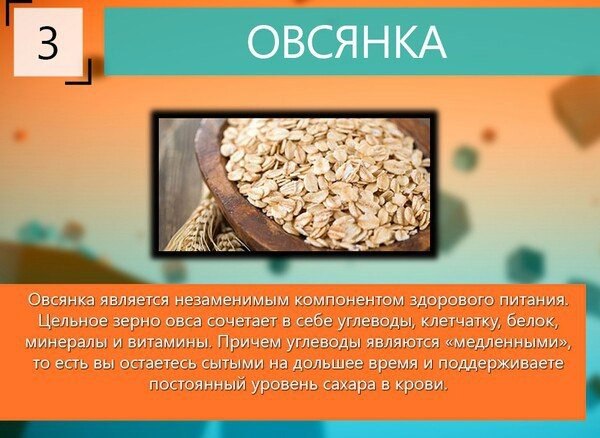 3
ОВСЯНКА
Овсянка является незаменимым компонентом здорового питания.
Цельное зерно овса сочетает в себе углеводы, клетчатку, белок,
минералы и витамины. Причем углеводы являются «медленными»,
то есть вы остаетесь сытыми на дольшее время и поддерживаете
постоянный уровень сахара в крови.